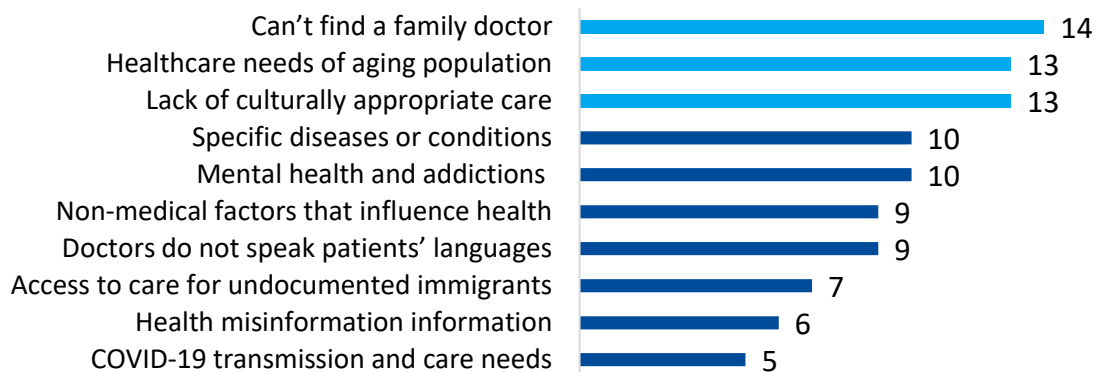 Can’t find a family doctor 14
Healthcare needs of aging population 13
Lack of culturally appropriate care 13
Specific diseases or conditions 10
Mental health and addictions 10
Non-medical factors that influence health 9
Doctors do not speak patients’ languages 9
Access to care for undocumented immigrants 7
Health misinformation information 6
COVID-19 transmission and care needs 5